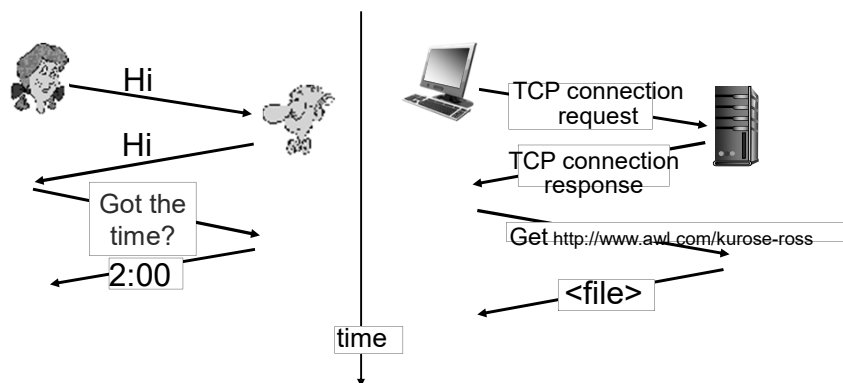 Hi
Hi
Got the
time?
2:00
time
TCP connection
request
TCP connection
response
Get http://www.awl.com/kurose-ross
<file>